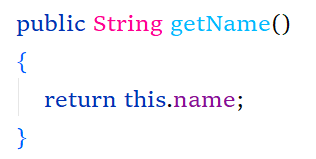 public String getName()
{
    return this.name;
}